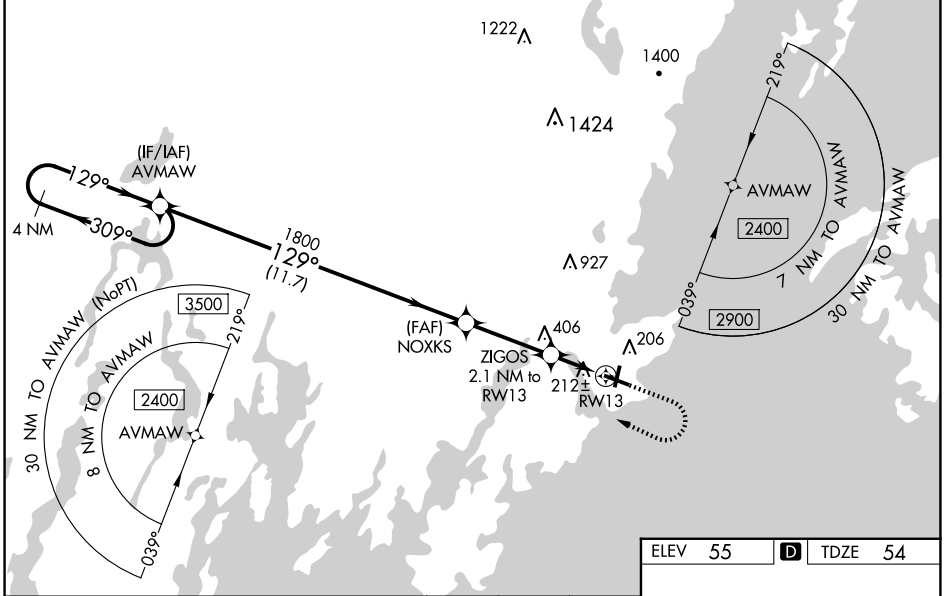 1222
1400
219°
1424
(IF/IAF)
AVMAW
129°
4 NM
309°
AVMAW
2400
7 NM TO AVMAW
30 NM TO AVMAW
1800
129°
(11.7)
927
039°
2900
30 NM TO AVMAW (NoPT)
3500
219°
(FAF)
NOXKS
406
206
ZIGOS
2.1 NM to
RW13
212±
RW13
8 NM TO AVMAW
2400
AVMAW
039°
ELEV 55 D TDZE 54